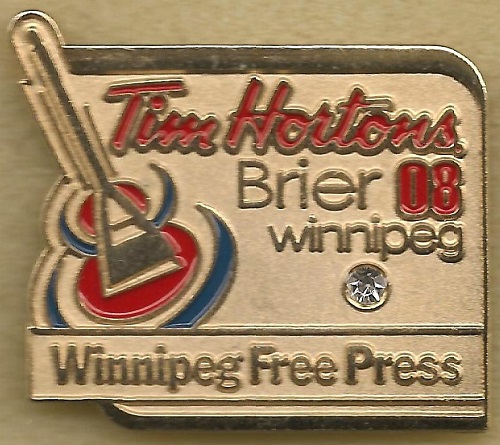 Tim Hortons.
Brier 08
winnipeg
Winnipeg Free Press